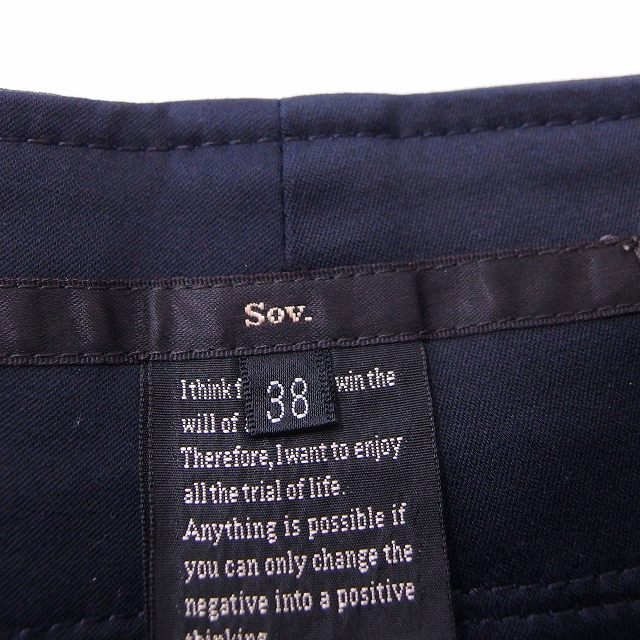 Sov.
38
I think f win the
will of
Therefore, I want to enjoy
all the trial of life.
Anything is possible if
you can only change the
negative into a positive
thinking